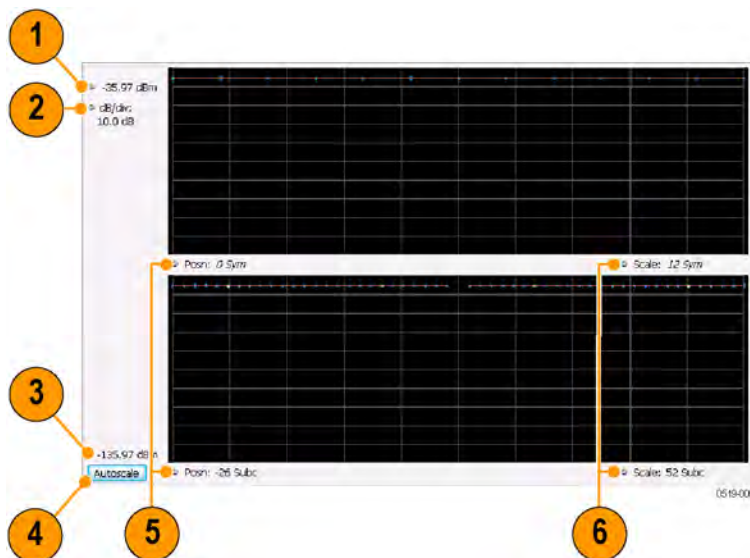 1
-35.97 dBm
2
dB/div:
10.0 dB
Posn: 0 Sym
Scale: 12 Sym
3
-135.97 dBm
Autoscale
Posn: -26 Subc
Scale: 52 Subc
4
5
6